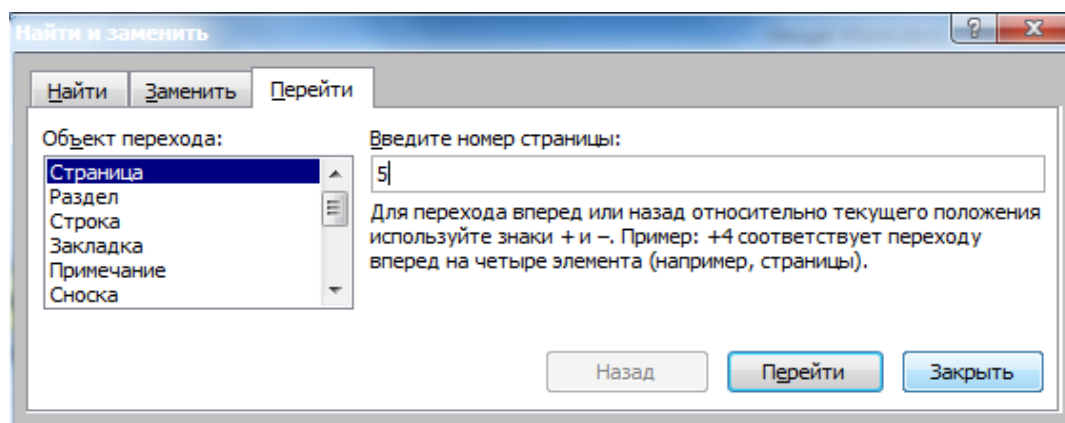 Найти и заменить
Найти Заменить Перейти
Объект перехода:
Страница
Раздел
Строка
Закладка
Примечание
Сноска
Введите номер страницы:
5
Для перехода вперед или назад относительно текущего положения
используйте знаки + и –. Пример: +4 соответствует переходу
вперед на четыре элемента (например, страницы).
Назад Перейти Закрыть